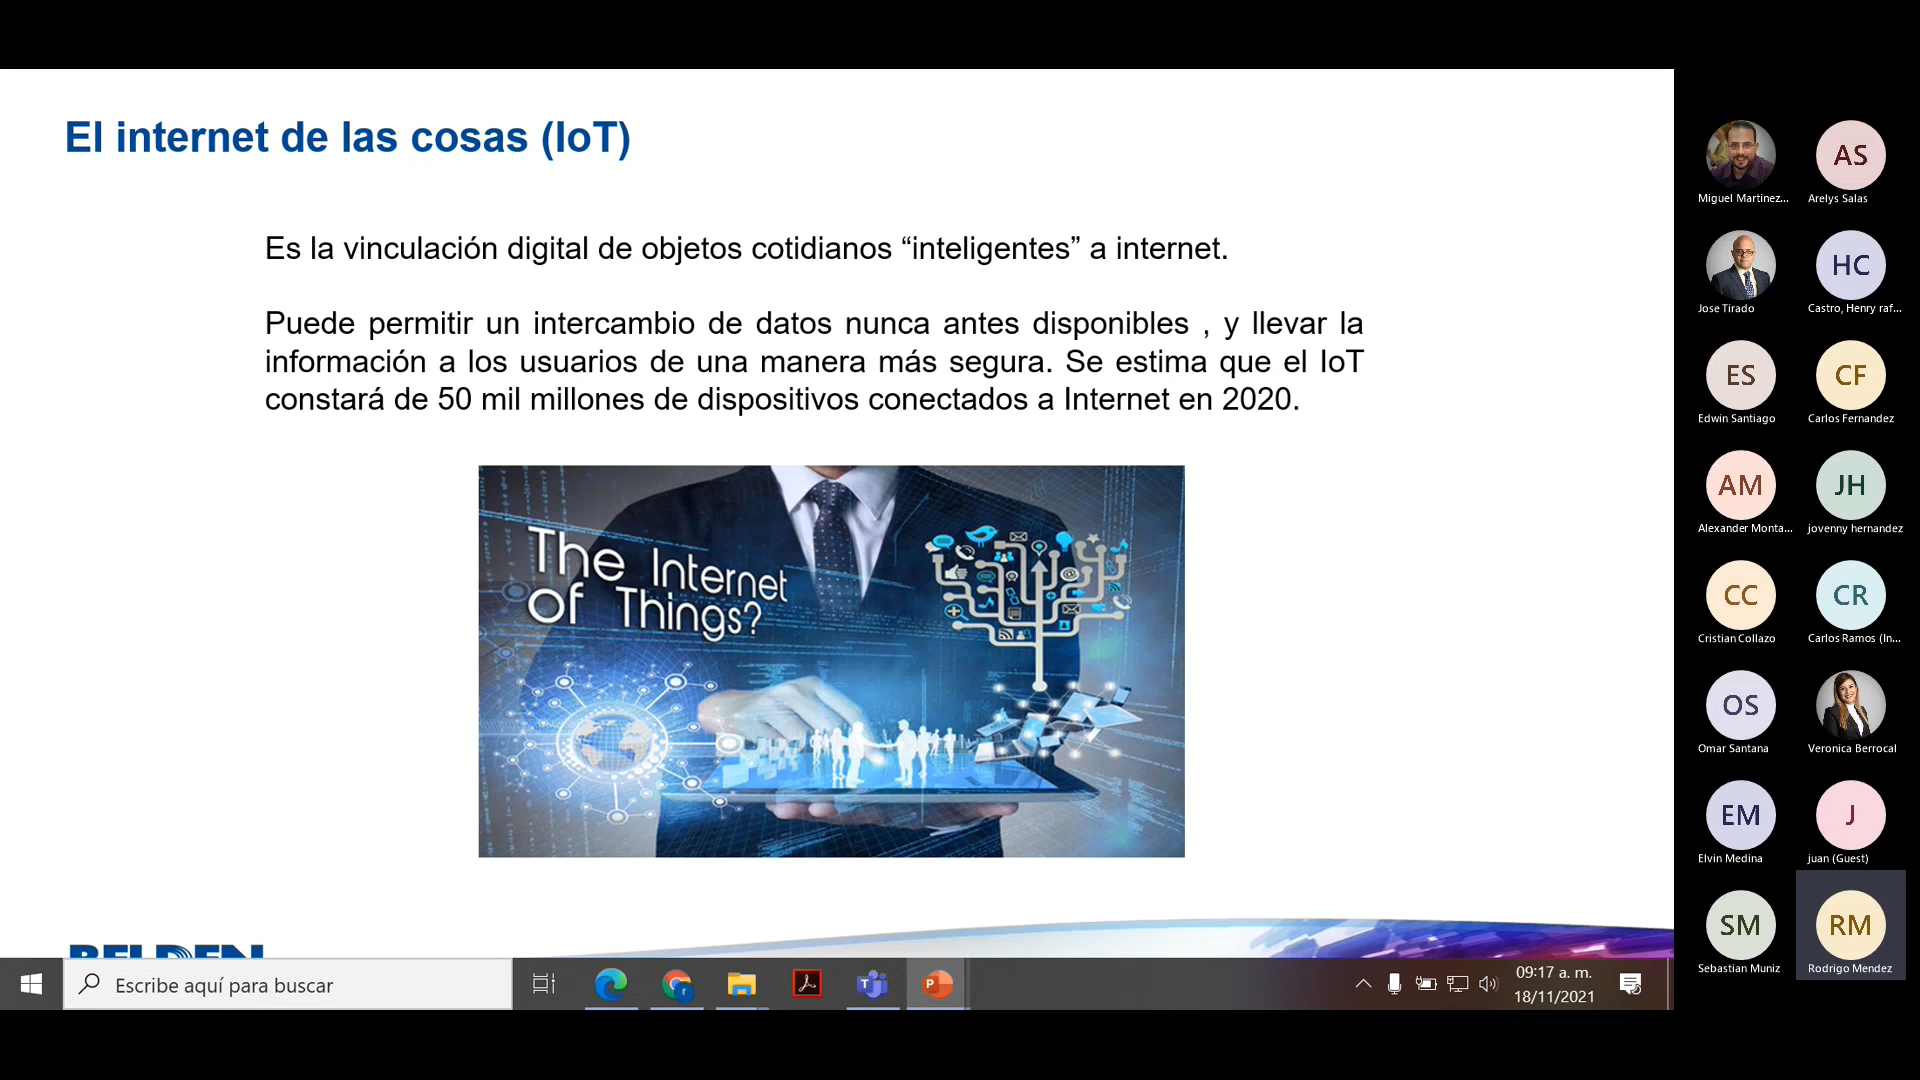 El internet de las cosas (IoT)
Es la vinculación digital de objetos cotidianos “inteligentes” a internet.
Puede permitir un intercambio de datos nunca antes disponibles , y llevar la
información a los usuarios de una manera más segura. Se estima que el IoT
constará de 50 mil millones de dispositivos conectados a Internet en 2020.
The Internet
of Things?
BELDEN
Escribe aquí para buscar
09:17 a. m.
18/11/2021
Miguel Martinez...
AS
Arelys Salas
Jose Tirado
HC
Castro, Henry raf...
ES
Edwin Santiago
CF
Carlos Fernandez
AM
Alexander Monta...
JH
jovenny hernandez
CC
Cristian Collazo
CR
Carlos Ramos (In...
OS
Omar Santana
Veronica Berrocal
EM
Elvin Medina
J
juan (Guest)
SM
Sebastian Muniz
RM
Rodrigo Mendez